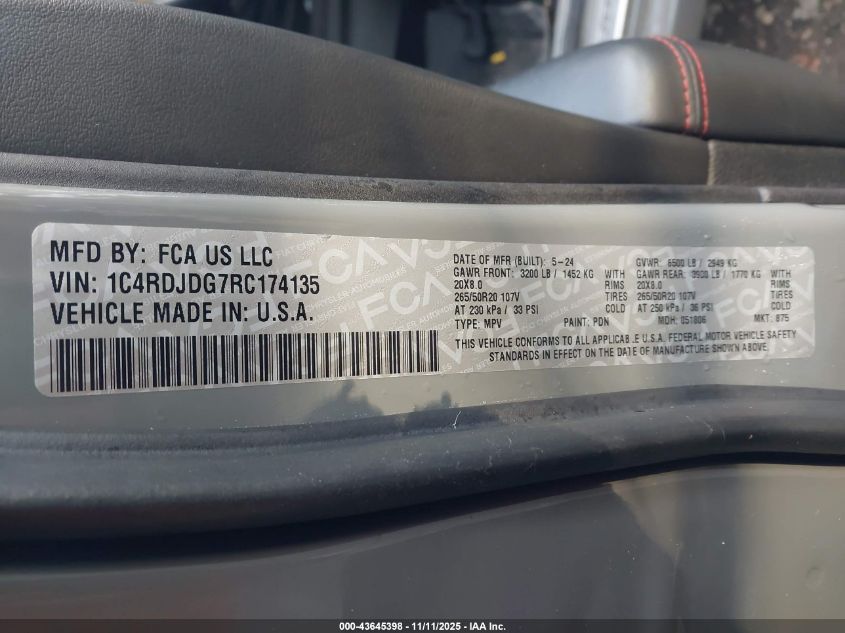 MFD BY: FCA US LLC
VIN: 1C4RDJDG7RC174135
VEHICLE MADE IN: U.S.A.
DATE OF MFR (BUILT): 5-24 GVWR: 6500 LB / 2949 KG
GAWR FRONT: 3200 LB / 1452 KG GAWR REAR: 3900 LB / 1770 KG
20X8.0 RIMS 20X8.0 RIMS
265/50R20 107V TIRES 265/50R20 107V TIRES
AT 230 kPa / 33 PSI COLD AT 250 kPa / 36 PSI COLD
TYPE: MPV PAINT: PDN MDH: 051806 MKT: 875
THIS VEHICLE CONFORMS TO ALL APPLICABLE U.S.A. FEDERAL MOTOR VEHICLE SAFETY
STANDARDS IN EFFECT ON THE DATE OF MANUFACTURE SHOWN ABOVE.
000-43645398 - 11/11/2025 - IAA Inc.